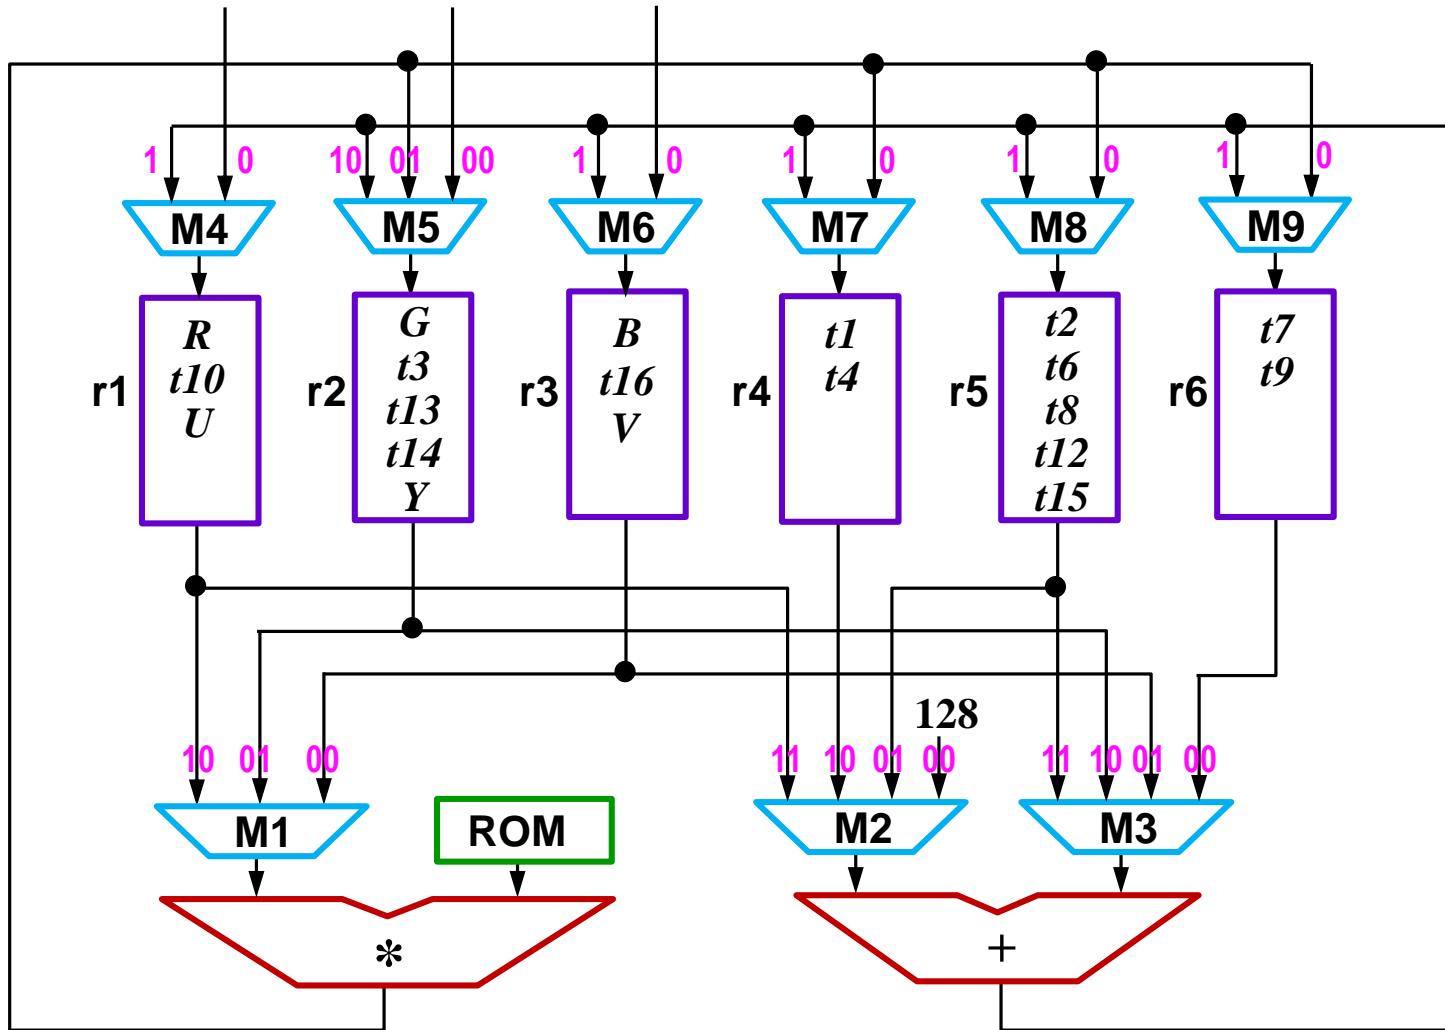 1 0 10 01 00 1 0 1 0 1 0 1 0
M4 M5 M6 M7 M8 M9
r1
R
t10
U
r2
G
t3
t13
t14
Y
r3
B
t16
V
r4
t1
t4
r5
t2
t6
t8
t12
t15
r6
t7
t9
128
10 01 00 11 10 01 00 11 10 01 00
M1 ROM M2 M3
* +